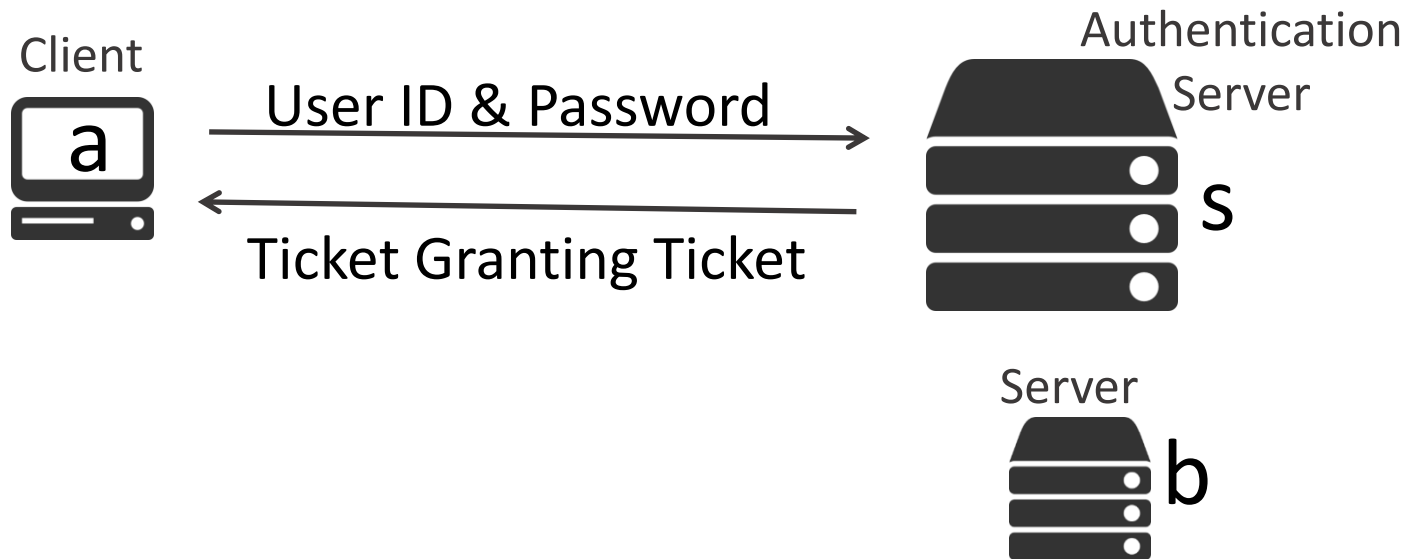 Client
a
User ID & Password
Ticket Granting Ticket
Authentication
Server
s
Server
b